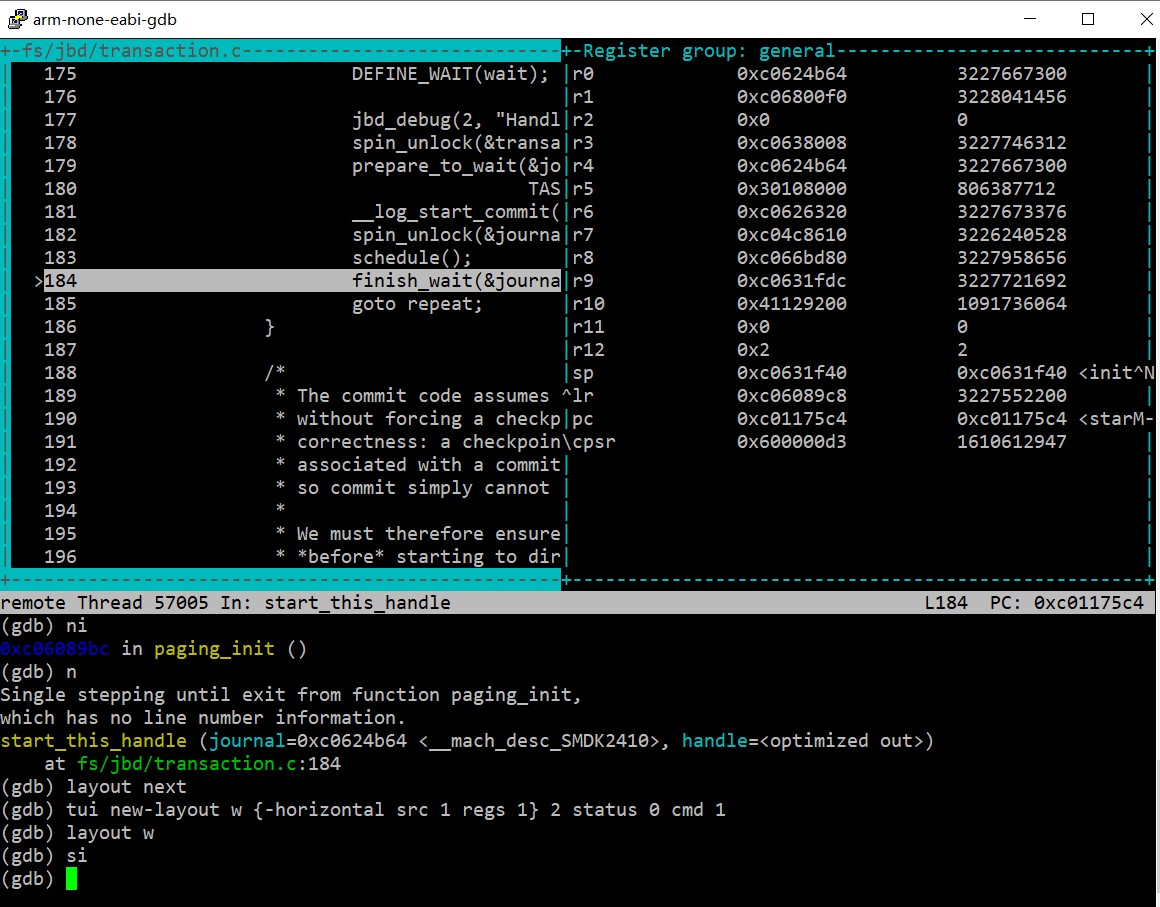 arm-none-eabi-gdb
fs/jbd/transaction.c
175 DEFINE_WAIT(wait);
176
177 jbd_debug(2, "Handl
178 spin_unlock(&transa
179 prepare_to_wait(&jo
180 TAS
181 __log_start_commit(
182 spin_unlock(&journa
183 schedule();
>184 finish_wait(&journa
185 goto repeat;
186 }
187
188 /*
189 * The commit code assumes
190 * without forcing a checkp
191 * correctness: a checkpoin
192 * associated with a commit
193 * so commit simply cannot
194 *
195 * We must therefore ensure
196 * *before* starting to dir
Register group: general
r0 0xc0624b64 3227667300
r1 0xc06800f0 3228041456
r2 0x0 0
r3 0xc0638008 3227746312
r4 0xc0624b64 3227667300
r5 0x30108000 806387712
r6 0xc0626320 3227673376
r7 0xc04c8610 3226240528
r8 0xc066bd80 3227958656
r9 0xc0631fdc 3227721692
r10 0x41129200 1091736064
r11 0x0 0
r12 0x2 2
sp 0xc0631f40 0xc0631f40 <init^N
^lr 0xc06089c8 3227552200
pc 0xc01175c4 0xc01175c4 <starM-
\cpsr 0x600000d3 1610612947
remote Thread 57005 In: start_this_handle L184 PC: 0xc01175c4
(gdb) ni
0xc06089bc in paging_init ()
(gdb) n
Single stepping until exit from function paging_init,
which has no line number information.
start_this_handle (journal=0xc0624b64 <__mach_desc_SMDK2410>, handle=<optimized out>)
at fs/jbd/transaction.c:184
(gdb) layout next
(gdb) tui new-layout w {-horizontal src 1 regs 1} 2 status 0 cmd 1
(gdb) layout w
(gdb) si
(gdb)